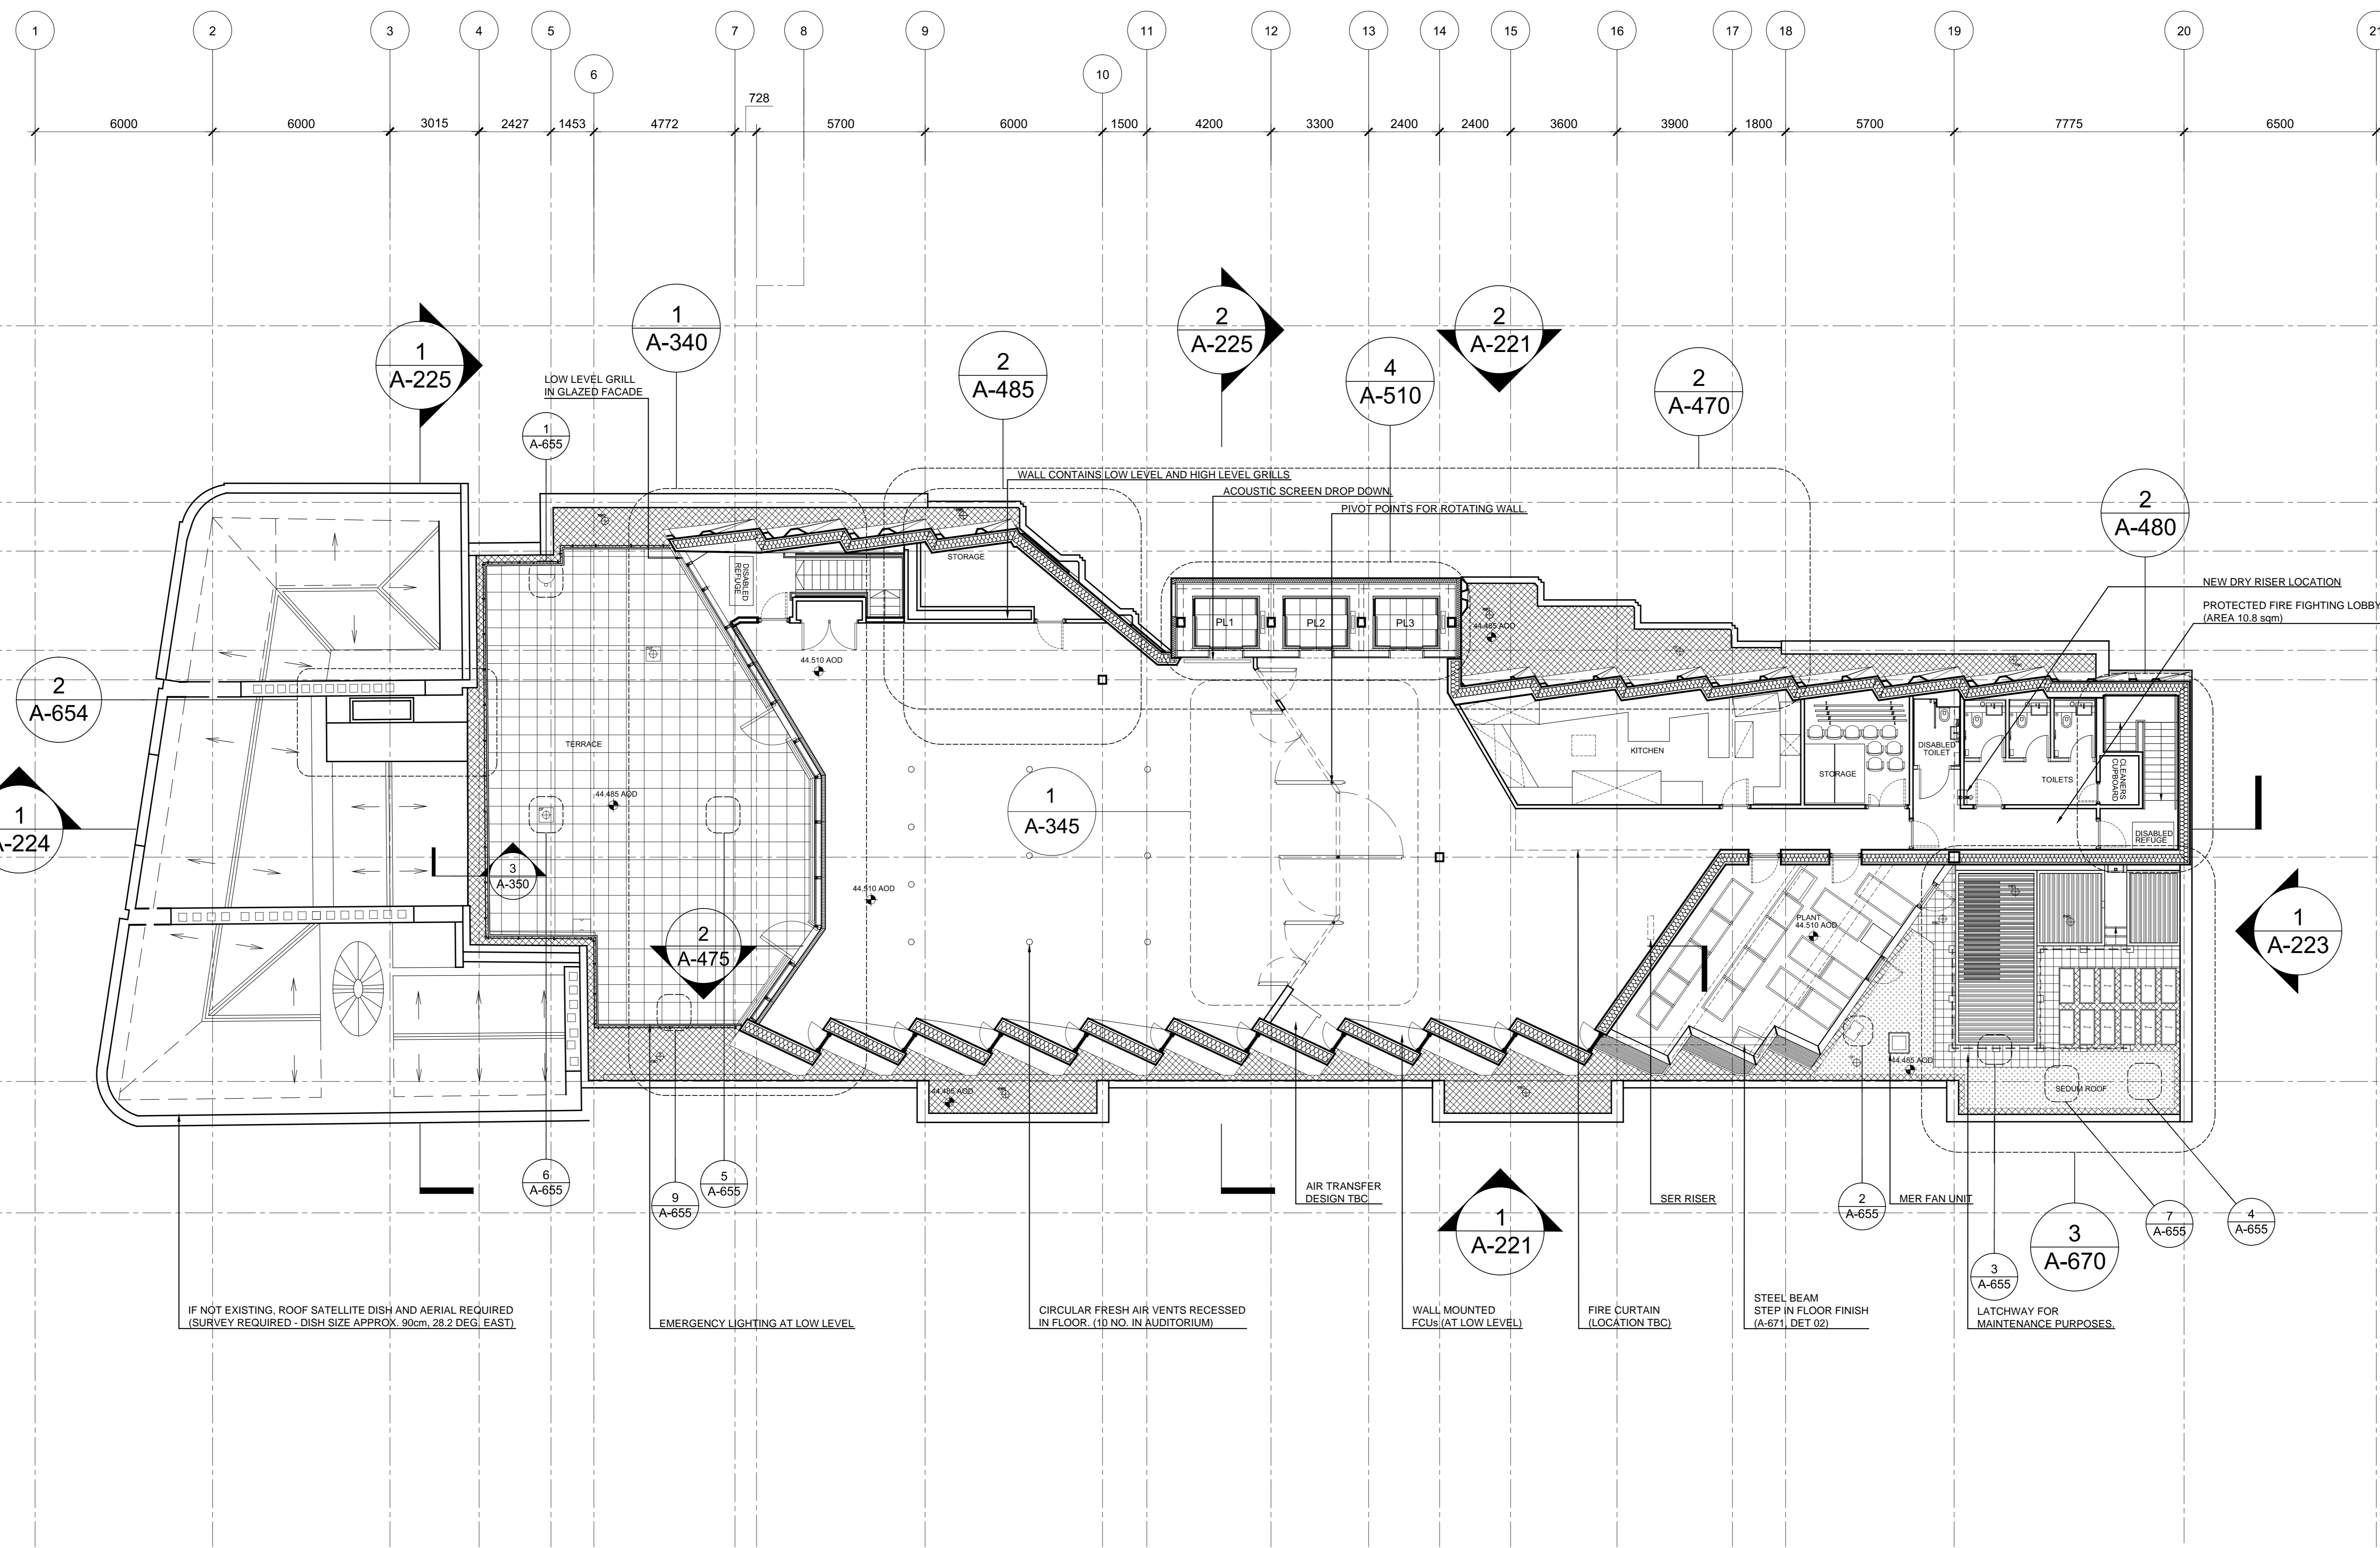 1
2
3
4
5
7
8
9
11
12
13
14
15
16
17
18
19
20
6
10
728
6000
6000
3015
2427
1453
4772
5700
6000
1500
4200
3300
2400
2400
3600
3900
1800
5700
7775
6500
1
A-340
2
A-225
2
A-221
1
A-225
2
A-485
4
A-510
2
A-470
LOW LEVEL GRILL
IN GLAZED FACADE
1
A-655
WALL CONTAINS LOW LEVEL AND HIGH LEVEL GRILLS
ACOUSTIC SCREEN DROP DOWN.
PIVOT POINTS FOR ROTATING WALL.
2
A-480
STORAGE
DISABLED
REFUGE
NEW DRY RISER LOCATION
PROTECTED FIRE FIGHTING LOBBY
(AREA 10.8 sqm)
PL1
PL2
PL3
44.485 AOD
44.510 AOD
2
A-654
TERRACE
KITCHEN
STORAGE
DISABLED
TOILET
TOILETS
CLEANERS
CUPBOARD
44.485 AOD
1
A-345
1
A-224
DISABLED
REFUGE
3
A-350
44.510 AOD
2
A-475
PLANT
44.510 AOD
1
A-223
44.485 AOD
SEDUM ROOF
44.485 AOD
6
A-655
9
A-655
5
A-655
AIR TRANSFER
DESIGN TBC
1
A-221
SER RISER
2
A-655
MER FAN UNIT
3
A-670
7
A-655
4
A-655
3
A-655
IF NOT EXISTING, ROOF SATELLITE DISH AND AERIAL REQUIRED
(SURVEY REQUIRED - DISH SIZE APPROX. 90cm, 28.2 DEG. EAST)
EMERGENCY LIGHTING AT LOW LEVEL
CIRCULAR FRESH AIR VENTS RECESSED
IN FLOOR. (10 NO. IN AUDITORIUM)
WALL MOUNTED
FCUs (AT LOW LEVEL)
FIRE CURTAIN
(LOCATION TBC)
STEEL BEAM
STEP IN FLOOR FINISH
(A-671, DET 02)
LATCHWAY FOR
MAINTENANCE PURPOSES.